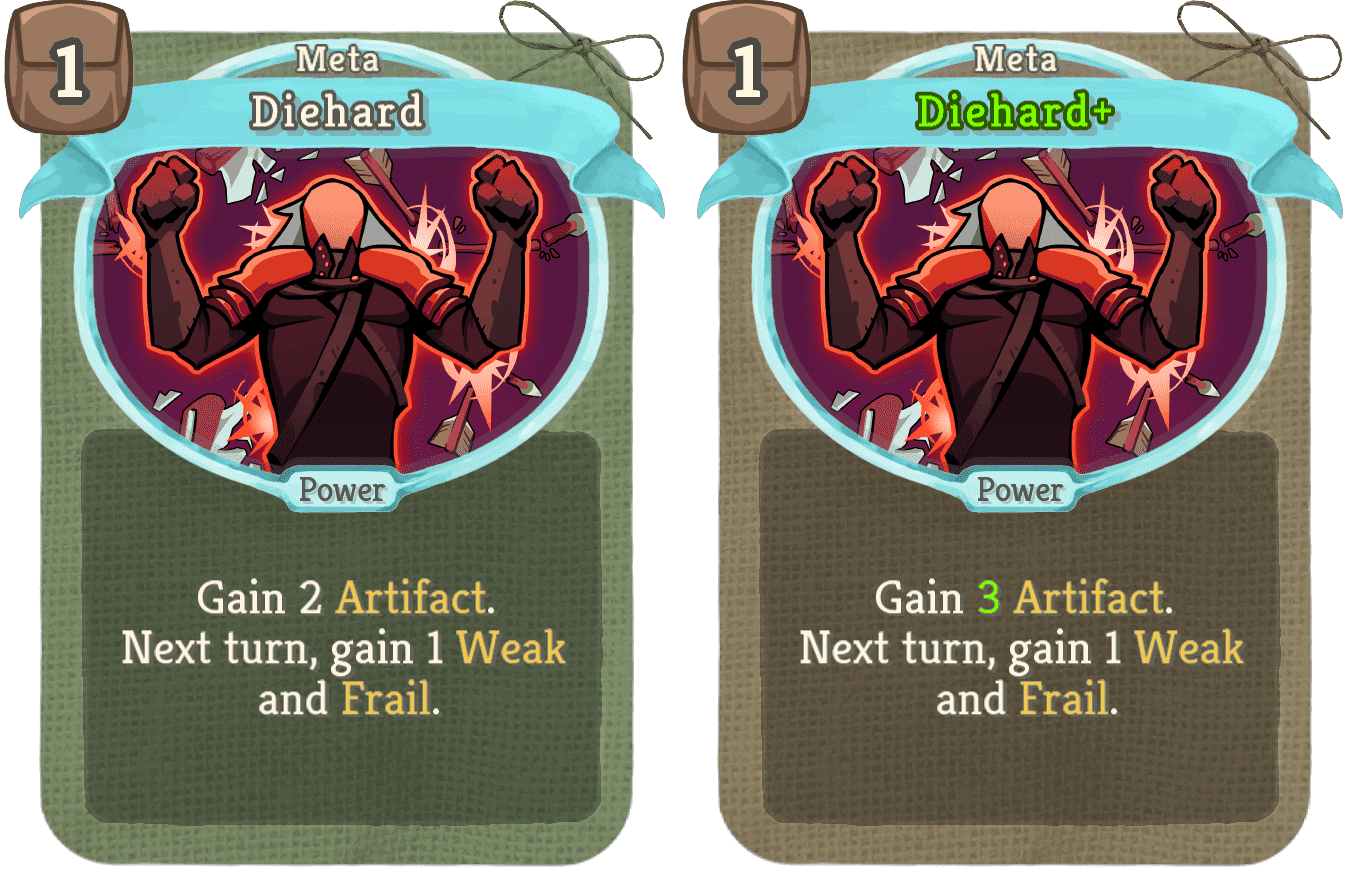 1
Meta
Diehard
Power
Gain 2 Artifact.
Next turn, gain 1 Weak
and Frail.
1
Meta
Diehard+
Power
Gain 3 Artifact.
Next turn, gain 1 Weak
and Frail.